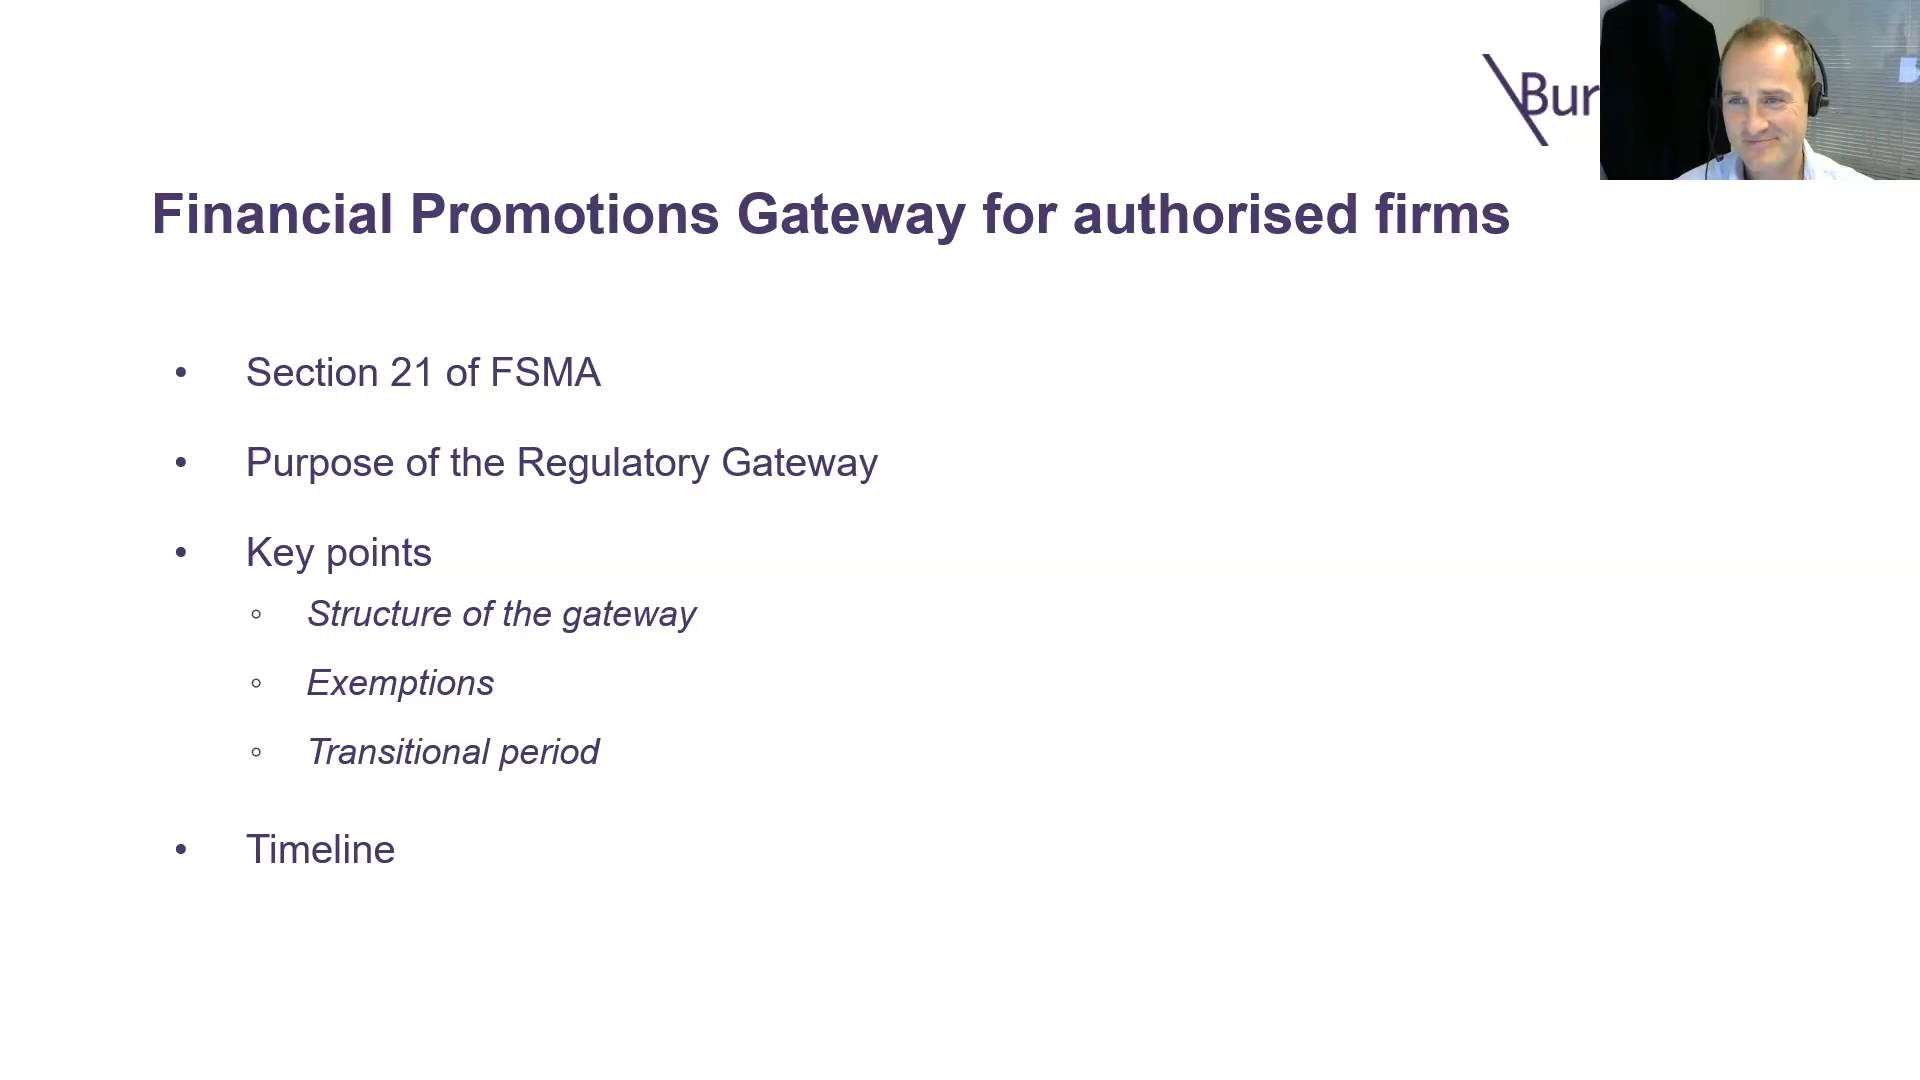 Bur
Financial Promotions Gateway for authorised firms
• Section 21 of FSMA
• Purpose of the Regulatory Gateway
• Key points
◦ Structure of the gateway
◦ Exemptions
◦ Transitional period
• Timeline